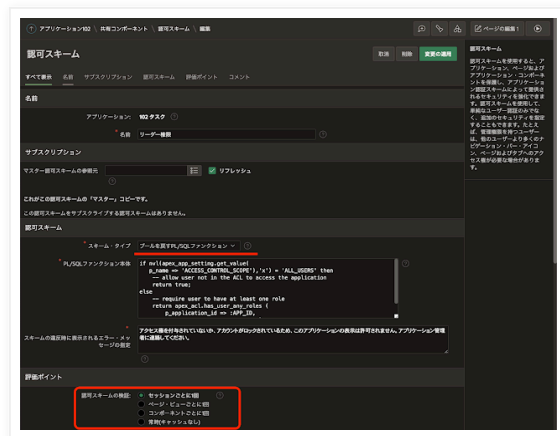 アプリケーション102 \ 共有コンポーネント \ 認可スキーム \ 編集
ページの編集1
認可スキーム
取消
削除
変更の適用
すべて表示 名前 サブスクリプション 認可スキーム 評価ポイント コメント
名前
アプリケーション: 102 タスク
* 名前 リーダー権限
サブスクリプション
マスター認可スキームの参照元
リフレッシュ
これがこの認可スキームの「マスター」コピーです。
この認可スキームをサブスクライブする認可スキームはありません。
認可スキーム
* スキーム・タイプ ブールを戻すPL/SQLファンクション
* PL/SQLファンクション本体
if nvl(apex_app_setting.get_value(
p_name => 'ACCESS_CONTROL_SCOPE'),'x') = 'ALL_USERS' then
-- allow user not in the ACL to access the application
return true;
else
-- require user to have at least one role
return apex_acl.has_user_any_roles (
p_application_id => :APP_ID,
* スキームの違反時に表示されるエラー・メッセージの指定
アクセス権を付与されていないか、アカウントがロックされているため、このアプリケーションの表示は許可されません。アプリケーション管理
者に連絡してください。
評価ポイント
認可スキームの検証:
セッションごとに1回
ページ・ビューごとに1回
コンポーネントごとに1回
常時(キャッシュなし)
認可スキーム
認可スキームを使用すると、ア
プリケーション、ページおよび
アプリケーション・コンポーネ
ントを保護し、アプリケーショ
ン認証スキームによって提供さ
れるセキュリティを強化できま
す。認可スキームを使用して、
単純なユーザー認証のみでな
く、追加のセキュリティを指定
することもできます。たとえ
ば、管理権限を持つユーザー
は、他のユーザーより多くのナ
ビゲーション・バー・アイコ
ン、ページおよびタブへのアク
セス権が必要な場合がありま
す。